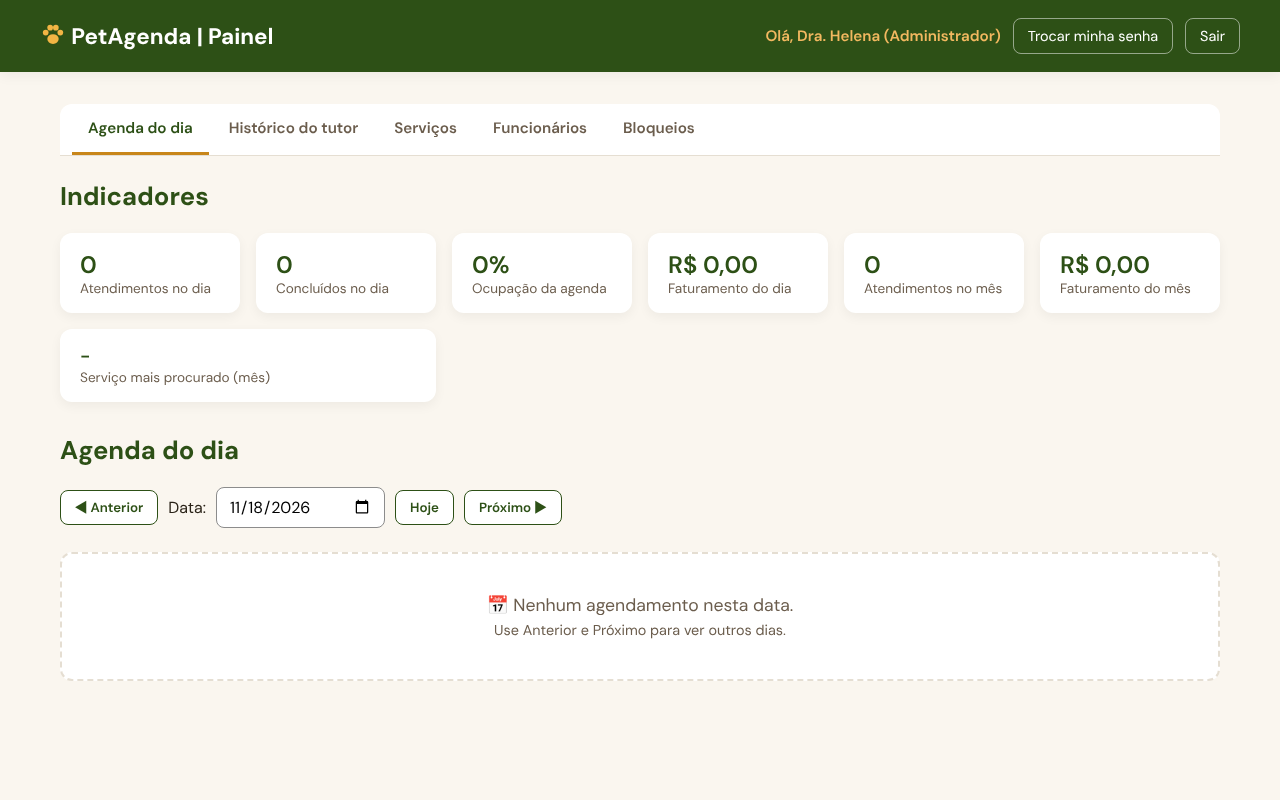 PetAgenda | Painel
Olá, Dra. Helena (Administrador)
Trocar minha senha
Sair
Agenda do dia
Histórico do tutor
Serviços
Funcionários
Bloqueios
Indicadores
0
Atendimentos no dia
0
Concluídos no dia
0%
Ocupação da agenda
R$ 0,00
Faturamento do dia
0
Atendimentos no mês
R$ 0,00
Faturamento do mês
-
Serviço mais procurado (mês)
Agenda do dia
◀ Anterior
Data:
11/18/2026
Hoje
Próximo ▶
📅 Nenhum agendamento nesta data.
Use Anterior e Próximo para ver outros dias.